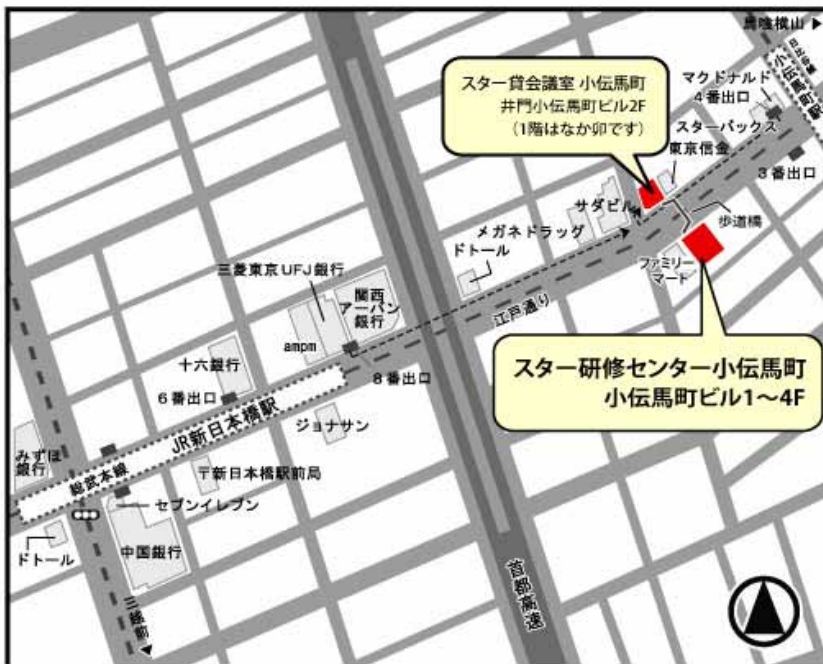 馬喰横山▶
日比谷線
小伝馬町駅
マクドナルド
4番出口
スターバックス
東京信金
3番出口
歩道橋
スター貸会議室 小伝馬町
井門小伝馬町ビル2F
(1階はなか卯です)
サダビル
メガネドラッグ
ドトール
ファミリー
マート
江戸通り
スター研修センター小伝馬町
小伝馬町ビル1~4F
三菱東京UFJ銀行
関西
アーバン
銀行
ampm
8番出口
十六銀行
6番出口
JR新日本橋駅
総武本線
ジョナサン
〒新日本橋駅前局
みずほ
銀行
セブンイレブン
ドトール
中国銀行
三越前▶
首都高速